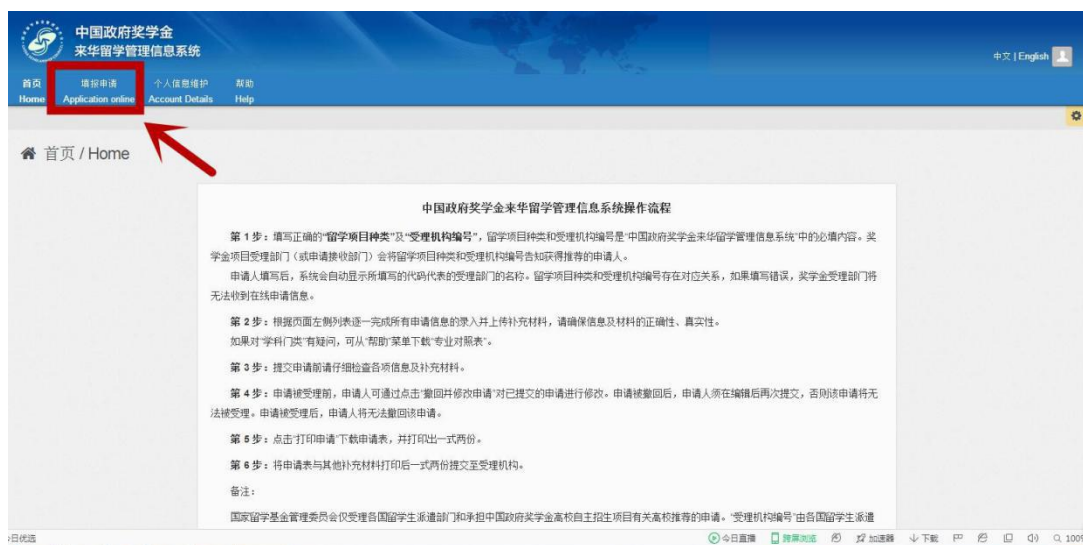 中国政府奖学金
来华留学管理信息系统
中文 | English
首页 填报申请 个人信息维护 帮助
Home Application online Account Details Help
首页 / Home
中国政府奖学金来华留学管理信息系统操作流程
第 1 步：填写正确的“留学项目种类”及“受理机构编号”，留学项目种类和受理机构编号是“中国政府奖学金来华留学管理信息系统”中的必填内容。奖
学金项目受理部门（或申请接收部门）会将留学项目种类和受理机构编号告知获得推荐的申请人。
申请人填写后，系统会自动显示所填写的代码代表的受理部门的名称。留学项目种类和受理机构编号存在对应关系，如果填写错误，奖学金受理部门将
无法收到在线申请信息。
第 2 步：根据页面左侧列表逐一完成所有申请信息的录入并上传补充材料，请确保信息及材料的正确性、真实性。
如果对“学科门类”有疑问，可从“帮助”菜单下载“专业对照表”。
第 3 步：提交申请前请仔细检查各项信息及补充材料。
第 4 步：申请被受理前，申请人可通过点击“撤回并修改申请”对已提交的申请进行修改。申请被撤回后，申请人须在编辑后再次提交，否则该申请将无
法被受理。申请被受理后，申请人将无法撤回该申请。
第 5 步：点击“打印申请”下载申请表，并打印出一式两份。
第 6 步：将申请表与其他补充材料打印后一式两份提交至受理机构。
备注：
国家留学基金管理委员会仅受理各国留学生派遣部门和承担中国政府奖学金高校自主招生项目有关高校推荐的申请。“受理机构编号”由各国留学生派遣
日优选 今日直播 跨屏浏览 加速器 下载 100%